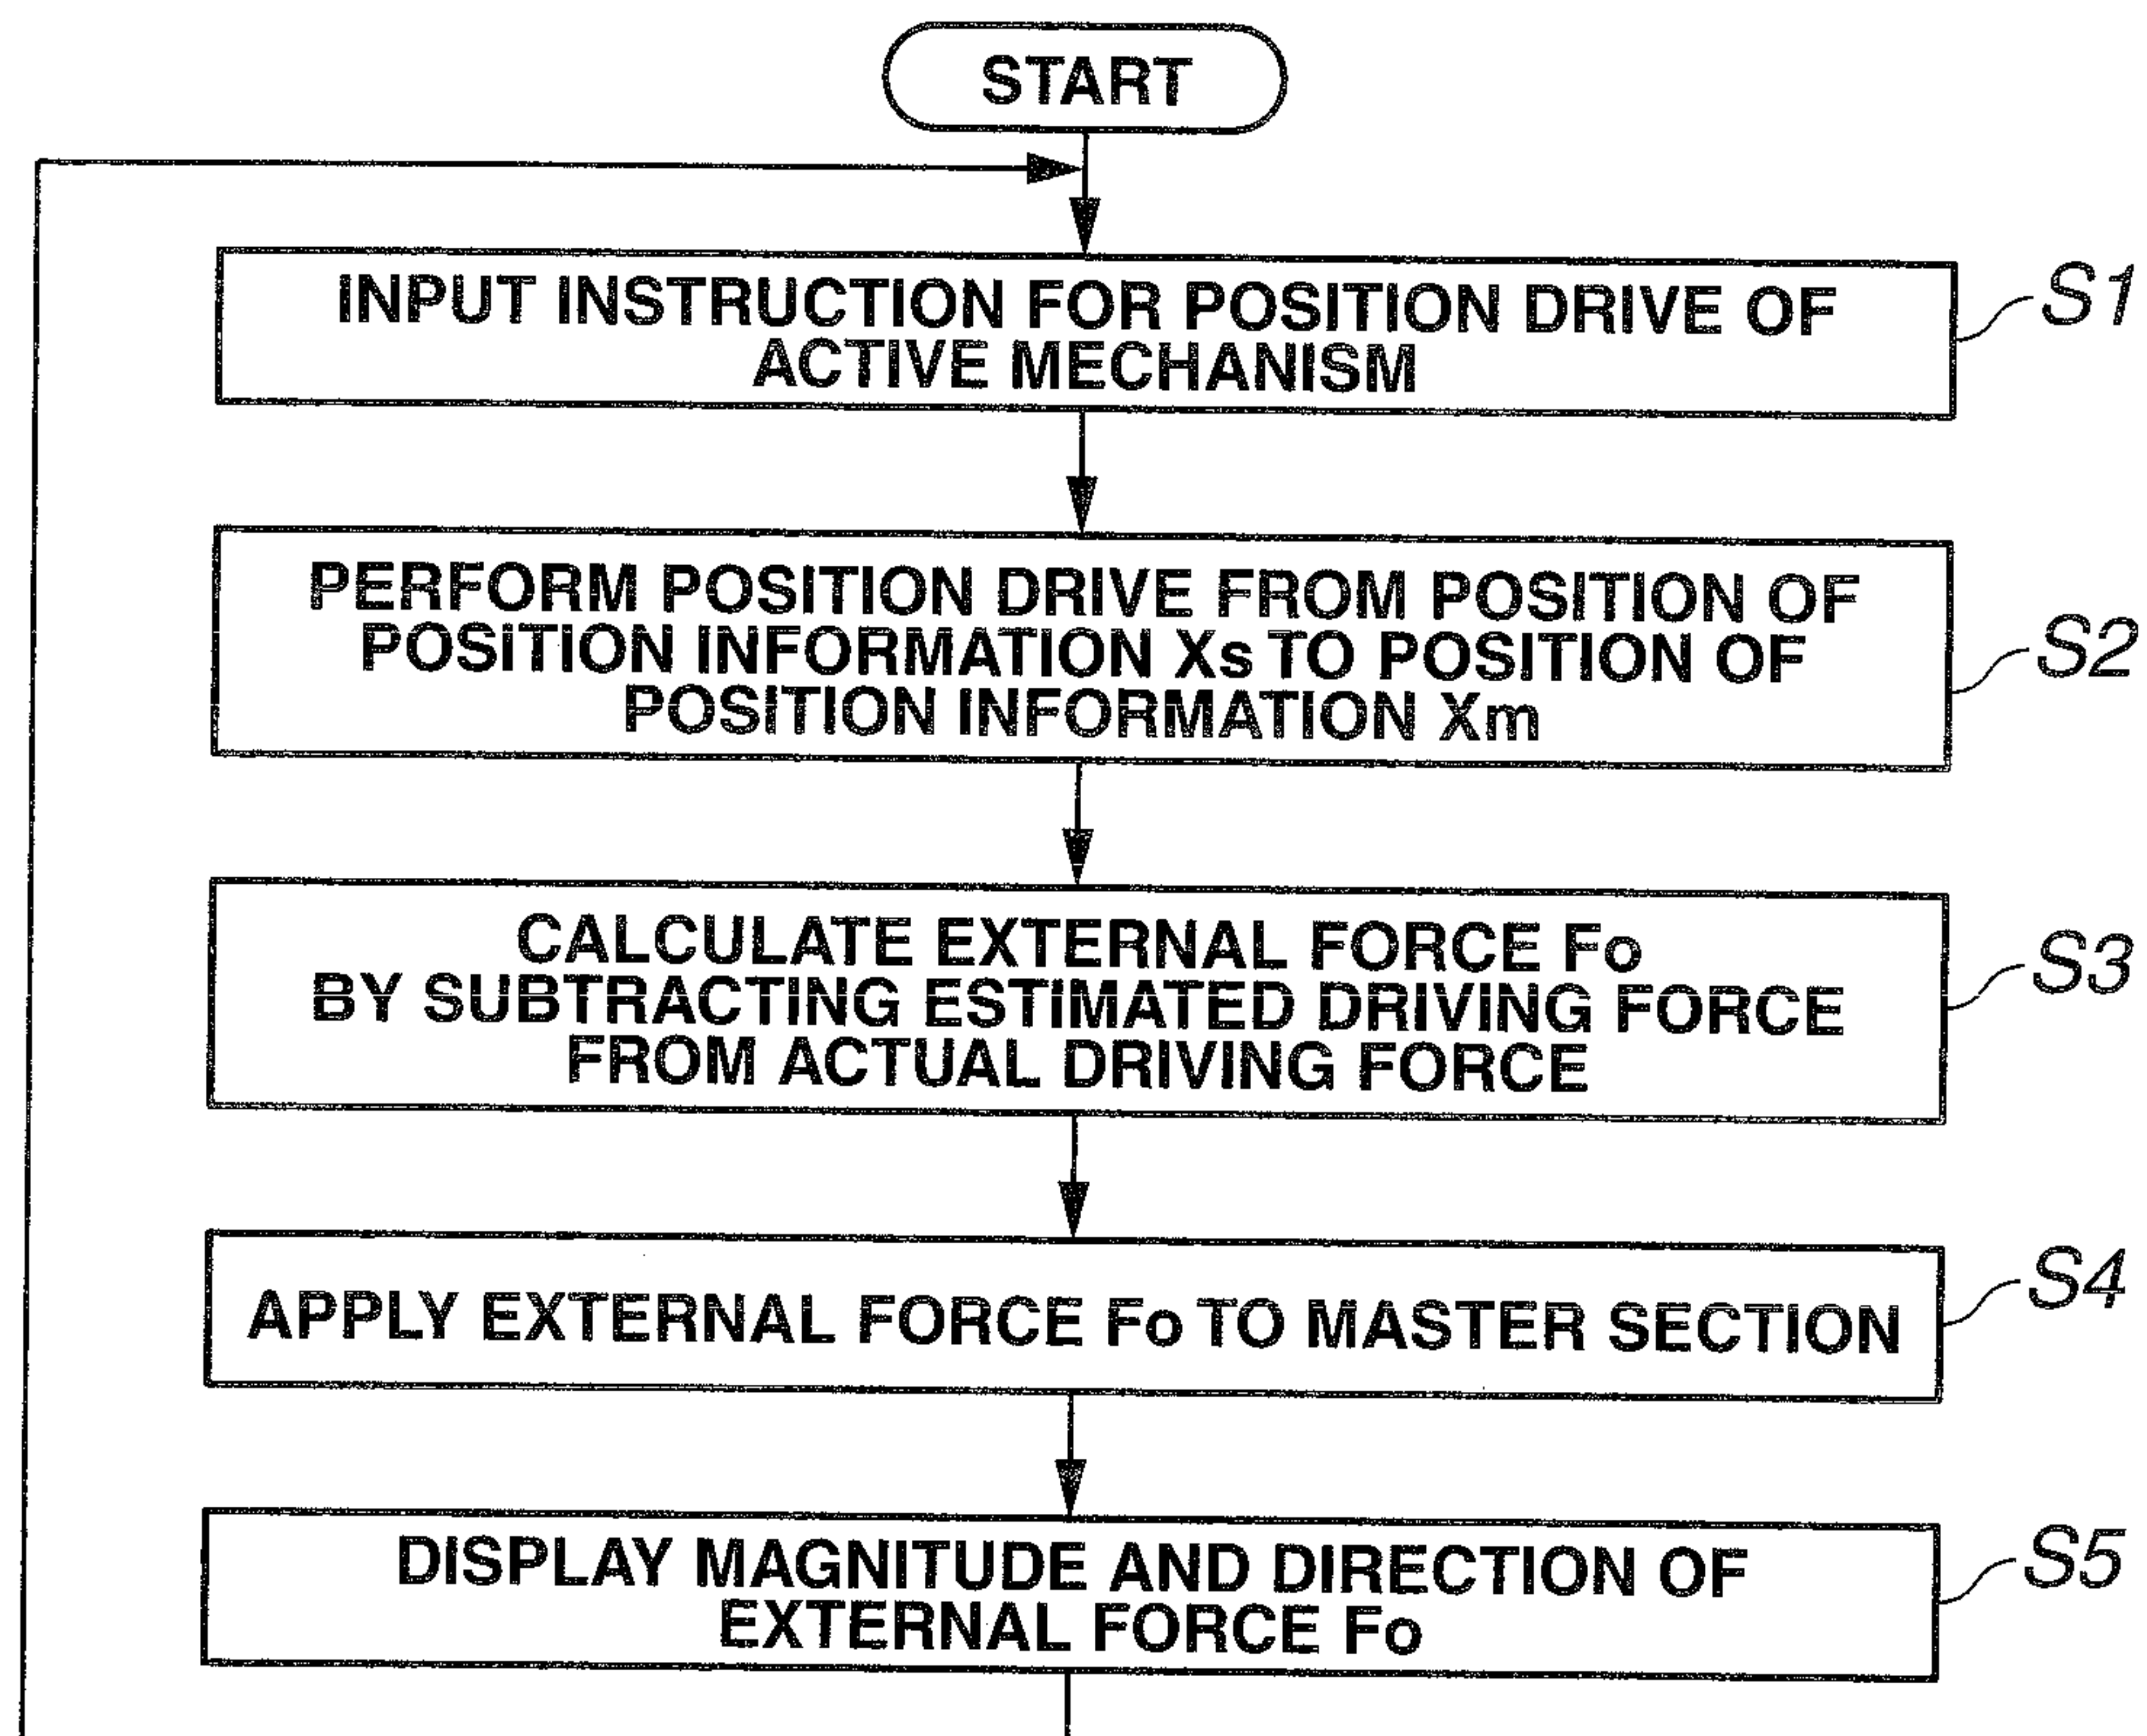 START
INPUT INSTRUCTION FOR POSITION DRIVE OF
ACTIVE MECHANISM
S1
PERFORM POSITION DRIVE FROM POSITION OF
POSITION INFORMATION Xs TO POSITION OF
POSITION INFORMATION Xm
S2
CALCULATE EXTERNAL FORCE Fo
BY SUBTRACTING ESTIMATED DRIVING FORCE
FROM ACTUAL DRIVING FORCE
S3
APPLY EXTERNAL FORCE Fo TO MASTER SECTION
S4
DISPLAY MAGNITUDE AND DIRECTION OF
EXTERNAL FORCE Fo
S5